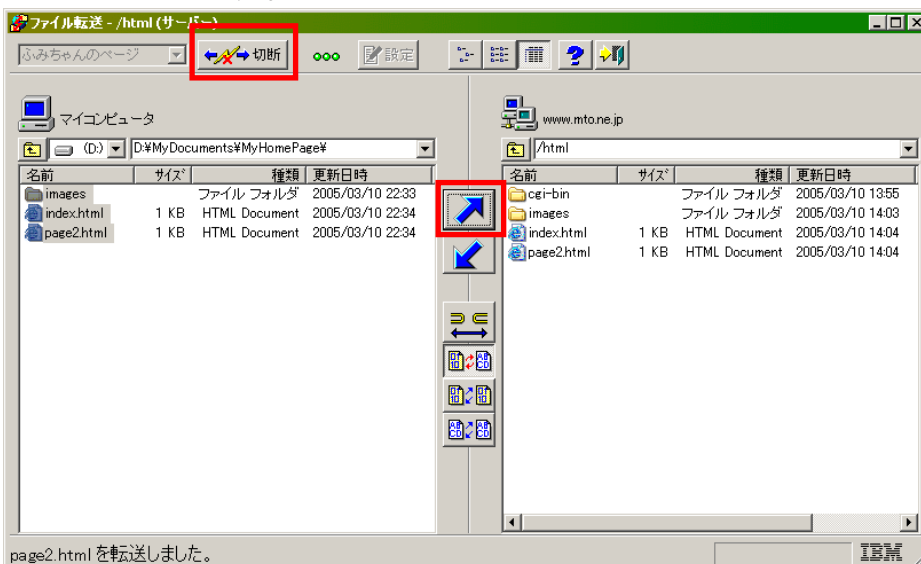 ファイル転送 - /html (サーバー)
ふみちゃんのページ 切断 設定
マイコンピュータ
www.mto.ne.jp
(D:) D:¥MyDocuments¥MyHomePage¥
/html
名前 サイズ 種類 更新日時
images ファイル フォルダ 2005/03/10 22:33
index.html 1 KB HTML Document 2005/03/10 22:34
page2.html 1 KB HTML Document 2005/03/10 22:34
名前 サイズ 種類 更新日時
cgi-bin ファイル フォルダ 2005/03/10 13:55
images ファイル フォルダ 2005/03/10 14:03
index.html 1 KB HTML Document 2005/03/10 14:04
page2.html 1 KB HTML Document 2005/03/10 14:04
page2.html を転送しました。
IBM